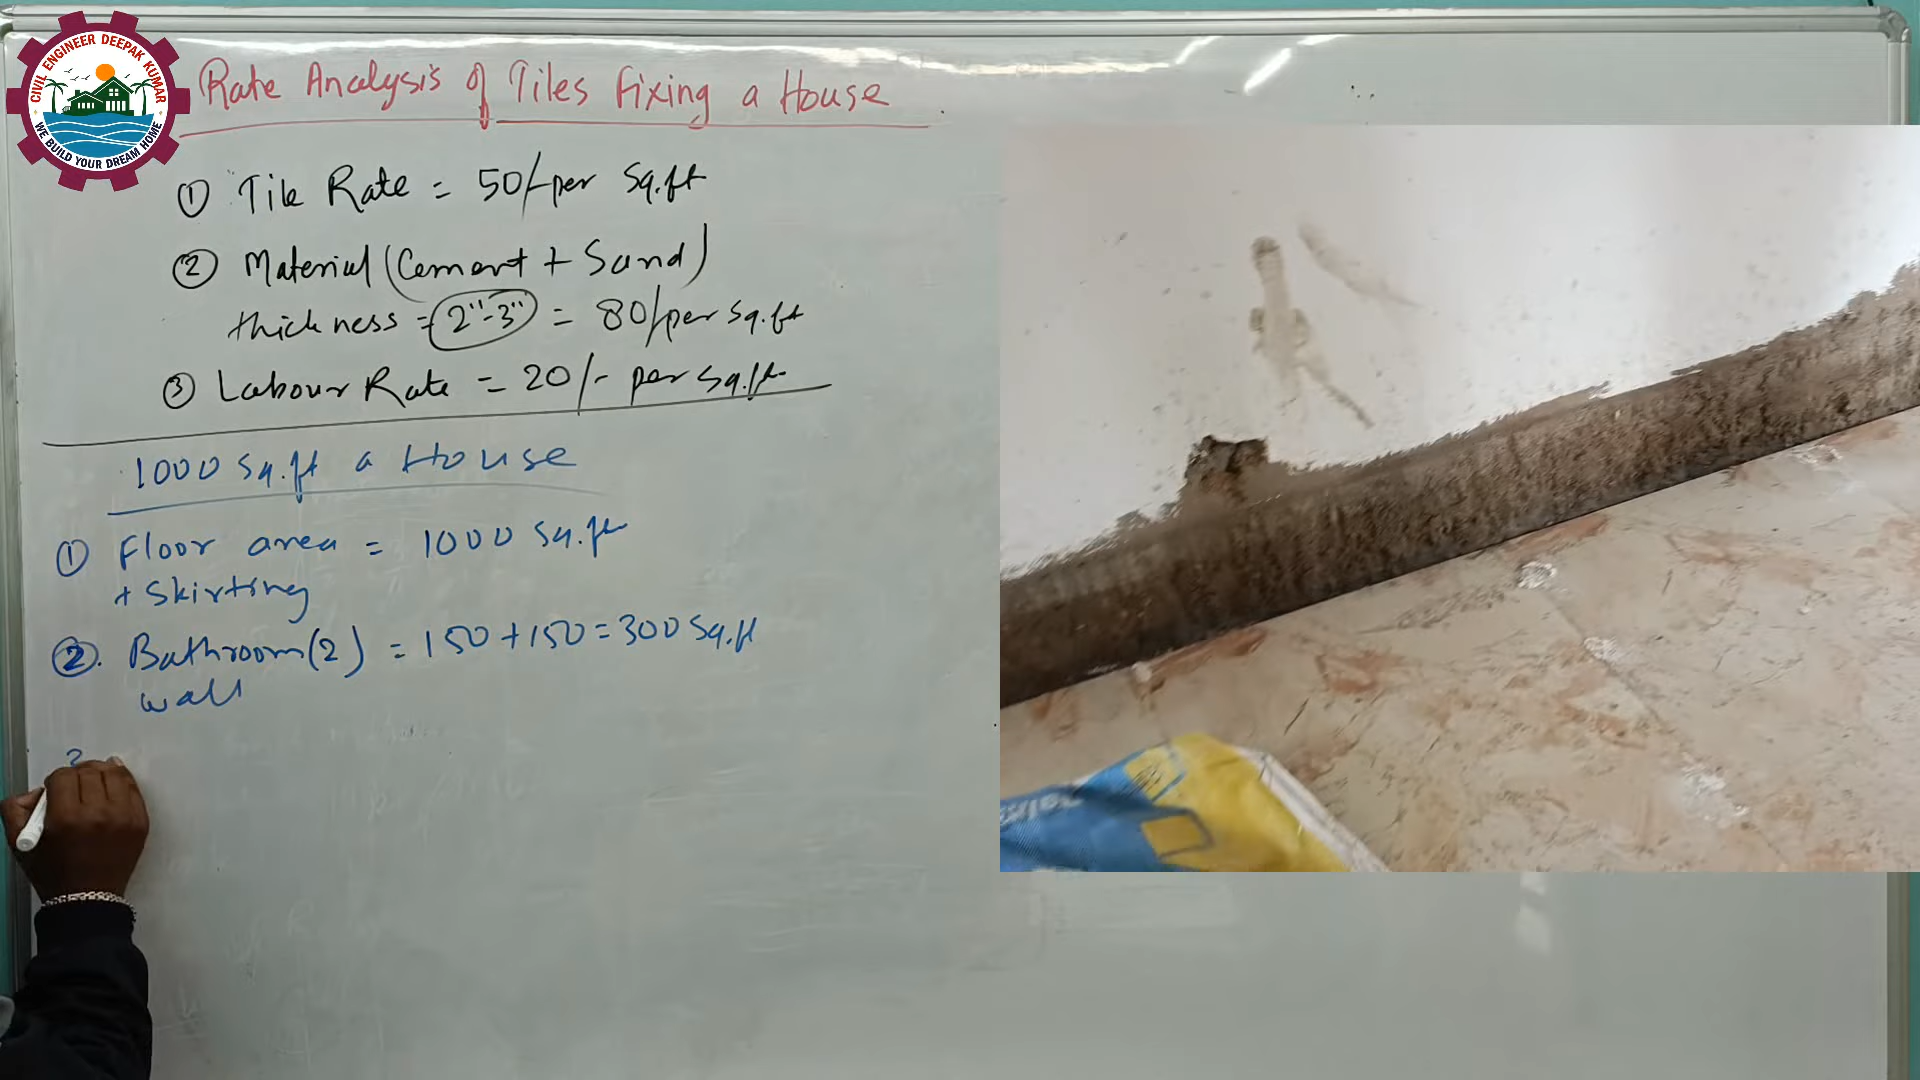 CIVIL ENGINEER DEEPAK KUMAR
WE BUILD YOUR DREAM HOME
Rate Analysis of Tiles Fixing a House
① Tile Rate = 50/- per Sq.ft
② Material (Cement + Sand)
thickness = 2"-3" = 80/- per sq.ft
③ Labour Rate = 20/- per sq.ft
1000 Sq.ft a House
① Floor area = 1000 Sq.ft
+ Skirting
②. Bathroom(2) = 150 + 150 = 300 Sq.ft
wall